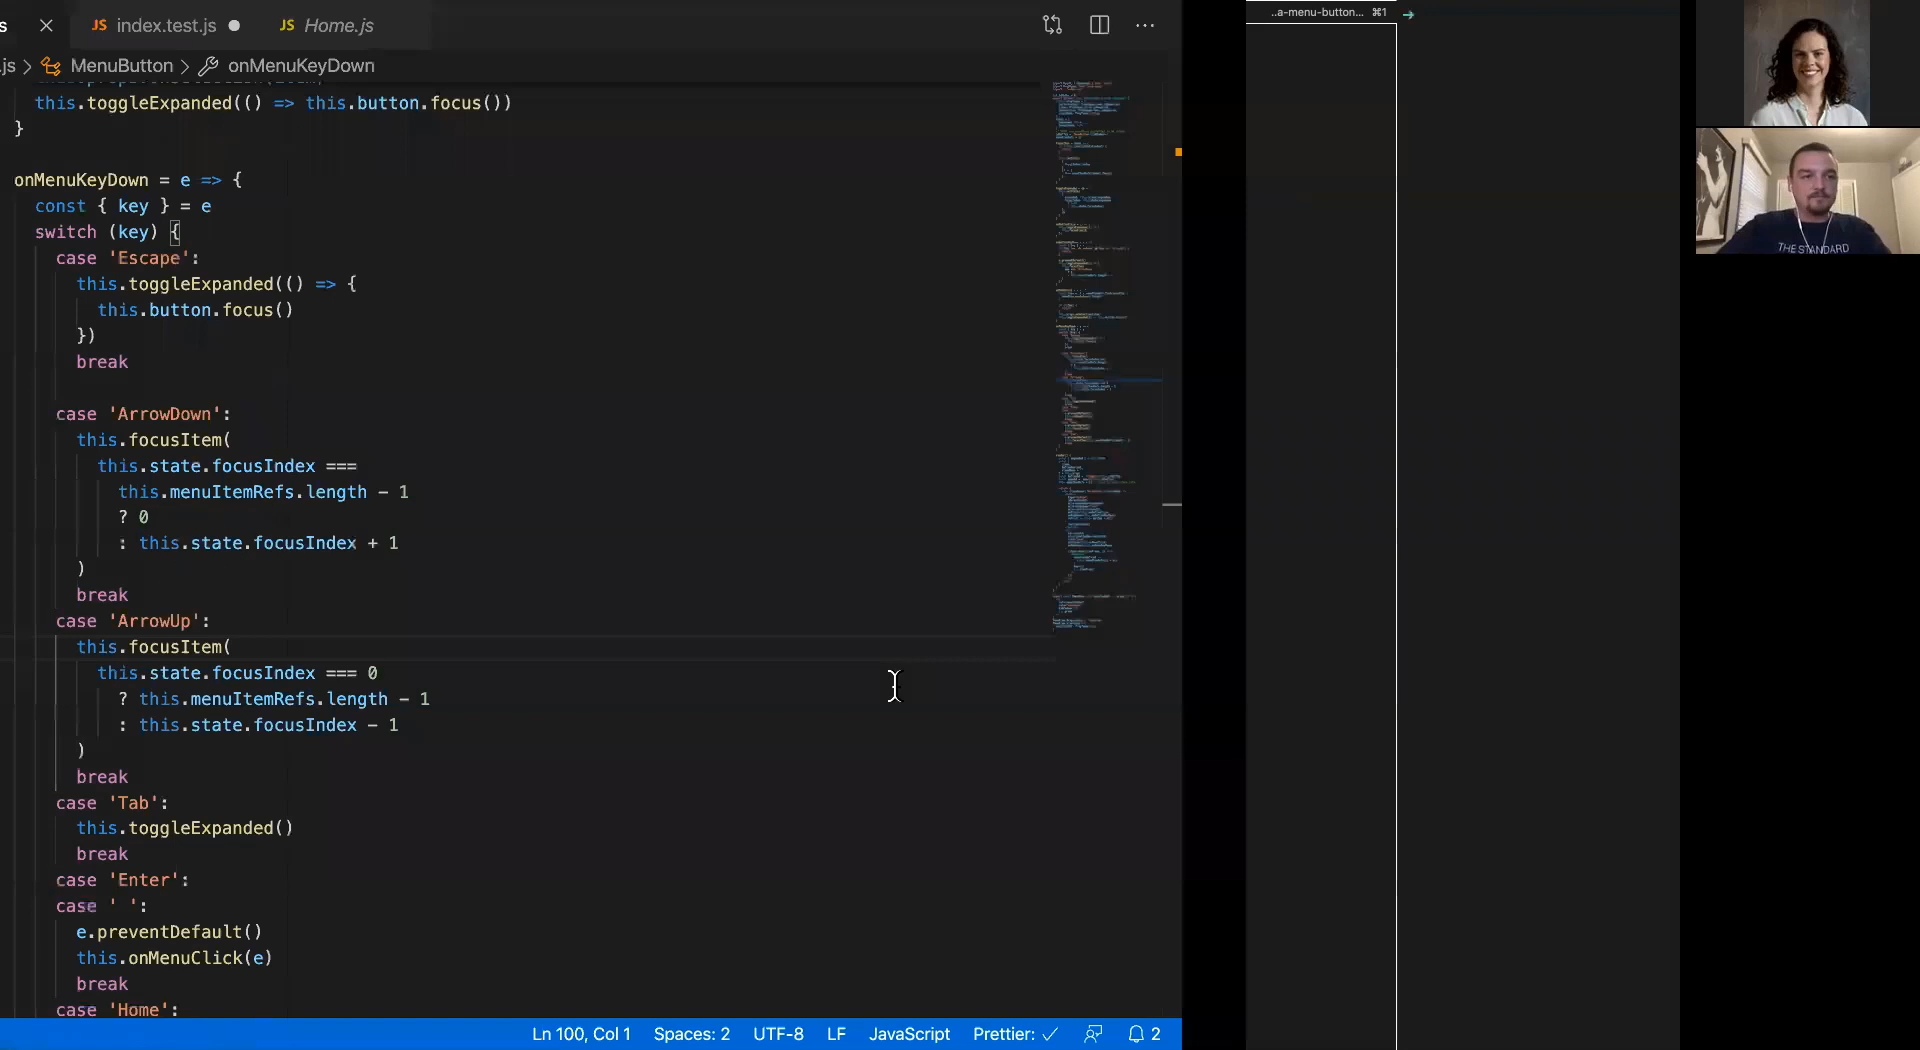 s
JS index.test.js
JS Home.js
.js > MenuButton > onMenuKeyDown
this.toggleExpanded(() => this.button.focus())
}
onMenuKeyDown = e => {
const { key } = e
switch (key) {
case 'Escape':
this.toggleExpanded(() => {
this.button.focus()
})
break
case 'ArrowDown':
this.focusItem(
this.state.focusIndex ===
this.menuItemRefs.length - 1
? 0
: this.state.focusIndex + 1
)
break
case 'ArrowUp':
this.focusItem(
this.state.focusIndex === 0
? this.menuItemRefs.length - 1
: this.state.focusIndex - 1
)
break
case 'Tab':
this.toggleExpanded()
break
case 'Enter':
case ' ':
e.preventDefault()
this.onMenuClick(e)
break
case 'Home':
Ln 100, Col 1 Spaces: 2 UTF-8 LF JavaScript Prettier: ✓ 2
..a-menu-button... ⌘1
THE STANDARD